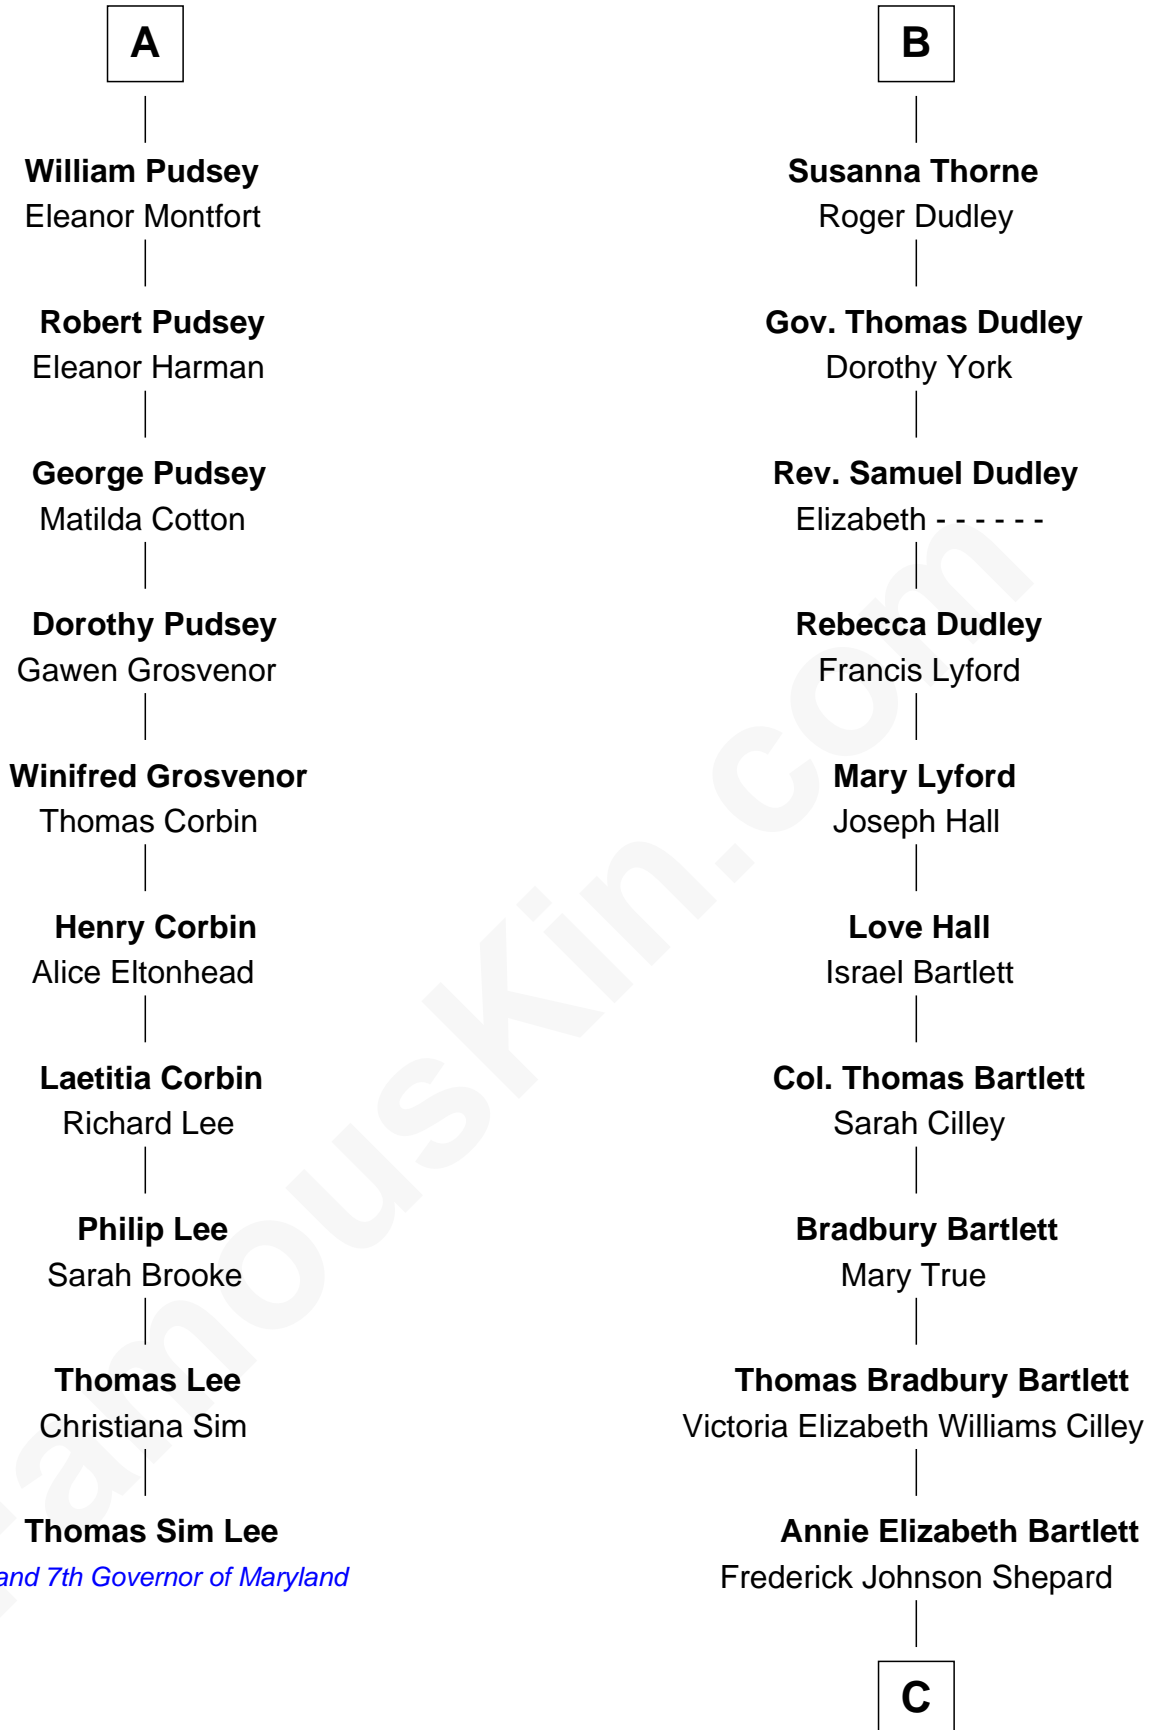 A
William Pudsey
Eleanor Montfort
Robert Pudsey
Eleanor Harman
George Pudsey
Matilda Cotton
Dorothy Pudsey
Gawen Grosvenor
Winifred Grosvenor
Thomas Corbin
Henry Corbin
Alice Eltonhead
Laetitia Corbin
Richard Lee
Philip Lee
Sarah Brooke
Thomas Lee
Christiana Sim
Thomas Sim Lee
and 7th Governor of Maryland
B
Susanna Thorne
Roger Dudley
Gov. Thomas Dudley
Dorothy York
Rev. Samuel Dudley
Elizabeth - - - - - -
Rebecca Dudley
Francis Lyford
Mary Lyford
Joseph Hall
Love Hall
Israel Bartlett
Col. Thomas Bartlett
Sarah Cilley
Bradbury Bartlett
Mary True
Thomas Bradbury Bartlett
Victoria Elizabeth Williams Cilley
Annie Elizabeth Bartlett
Frederick Johnson Shepard
C
FamousKin.com